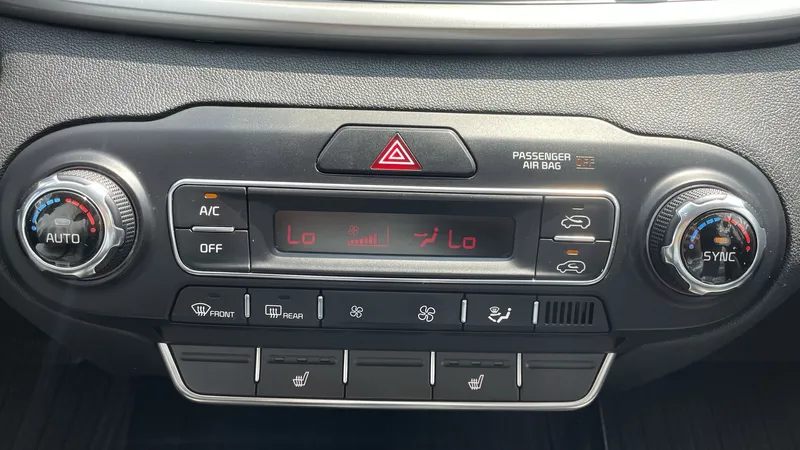 PASSENGER
AIR BAG OFF
A/C
AUTO
Lo
Lo
OFF
SYNC
FRONT
REAR